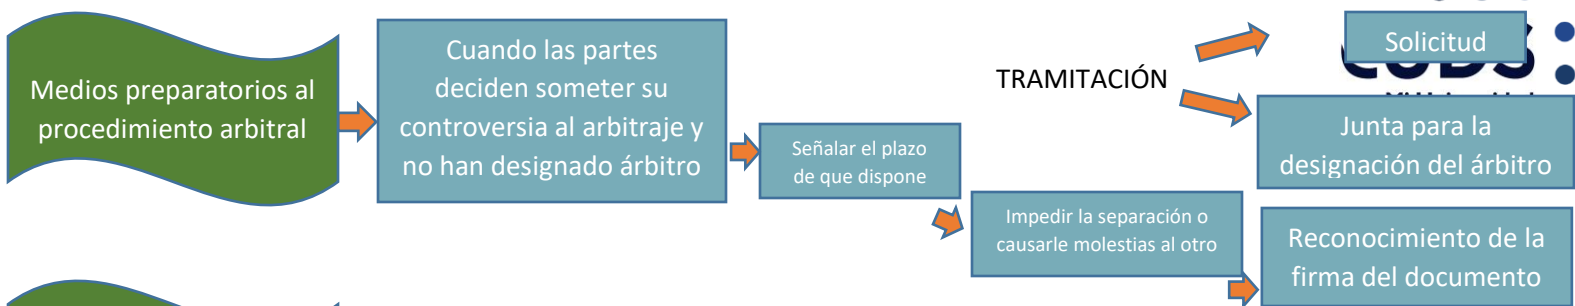 Medios preparatorios al
procedimiento arbitral
Cuando las partes
deciden someter su
controversia al arbitraje y
no han designado árbitro
Señalar el plazo
de que dispone
Impedir la separación o
causarle molestias al otro
TRAMITACIÓN
Solicitud
Junta para la
designación del árbitro
Reconocimiento de la
firma del documento